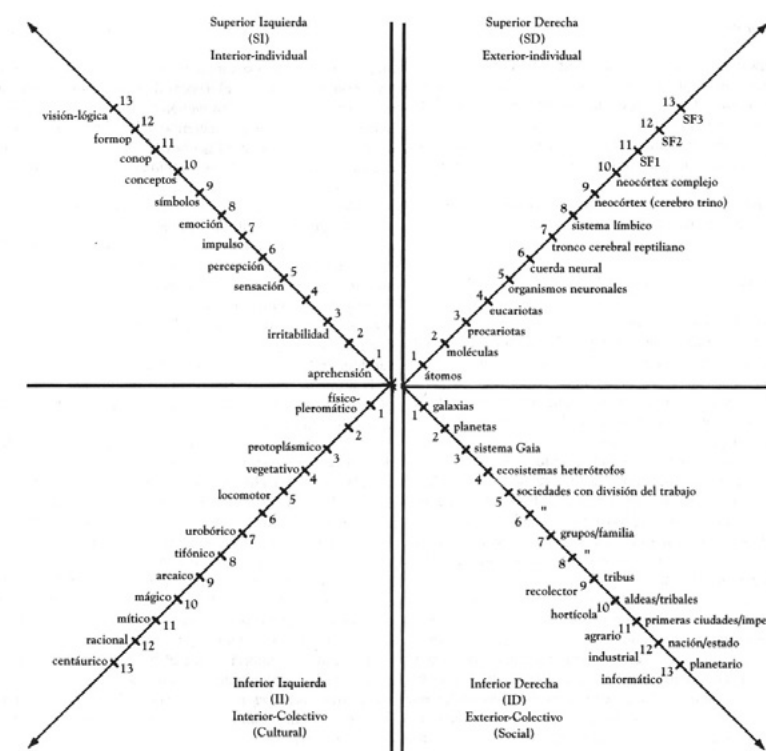 Superior Izquierda
(SI)
Interior-individual
13
visión-lógica
12
formop
11
conop
10
conceptos
9
símbolos
8
emoción
7
impulso
6
percepción
5
sensación
4
3
irritabilidad
2
1
aprehensión
Superior Derecha
(SD)
Exterior-individual
13
SF3
12
SF2
11
SF1
10
neocórtex complejo
9
neocórtex (cerebro trino)
8
sistema límbico
7
tronco cerebral reptiliano
6
cuerda neural
5
organismos neuronales
4
eucariotas
3
procariotas
2
moléculas
1
átomos
físico-
pleromático
1
2
protoplásmico
3
vegetativo
4
locomotor
5
6
urobórico
7
tifónico
8
arcaico
9
mágico
10
mítico
11
racional
12
centáurico
13
Inferior Izquierda
(II)
Interior-Colectivo
(Cultural)
galaxias
1
planetas
2
sistema Gaia
3
ecosistemas heterótrofos
4
sociedades con división del trabajo
5
"
6
grupos/familia
7
"
8
tribus
recolector 9
aldeas/tribales
hortícola 10
primeras ciudades/impe
agrario 11
nación/estado
industrial 12
planetario
informático 13
Inferior Derecha
(ID)
Exterior-Colectivo
(Social)